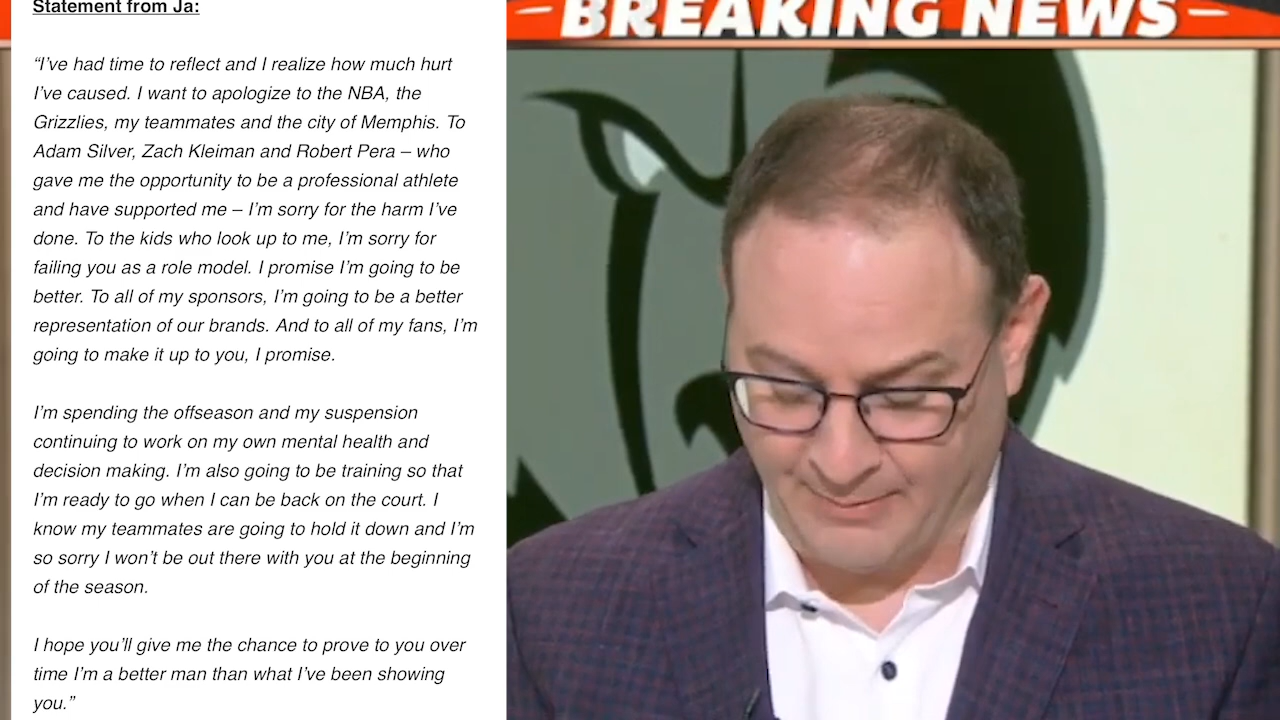 Statement from Ja:
“I’ve had time to reflect and I realize how much hurt
I’ve caused. I want to apologize to the NBA, the
Grizzlies, my teammates and the city of Memphis. To
Adam Silver, Zach Kleiman and Robert Pera – who
gave me the opportunity to be a professional athlete
and have supported me – I’m sorry for the harm I’ve
done. To the kids who look up to me, I’m sorry for
failing you as a role model. I promise I’m going to be
better. To all of my sponsors, I’m going to be a better
representation of our brands. And to all of my fans, I’m
going to make it up to you, I promise.
I’m spending the offseason and my suspension
continuing to work on my own mental health and
decision making. I’m also going to be training so that
I’m ready to go when I can be back on the court. I
know my teammates are going to hold it down and I’m
so sorry I won’t be out there with you at the beginning
of the season.
I hope you’ll give me the chance to prove to you over
time I’m a better man than what I’ve been showing
you.”
BREAKING NEWS